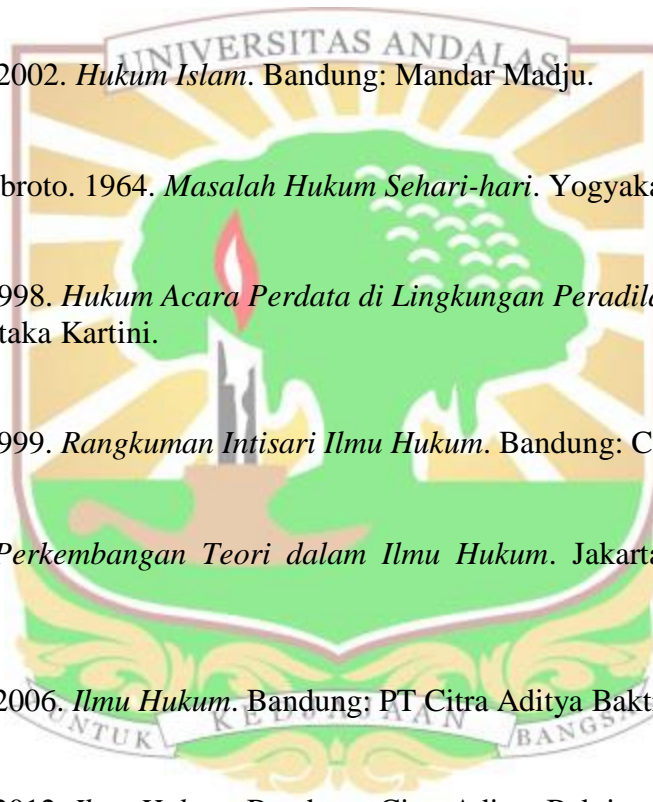 UNIVERSITAS ANDALAS
2002. Hukum Islam. Bandung: Mandar Madju.
broto. 1964. Masalah Hukum Sehari-hari. Yogyaka
998. Hukum Acara Perdata di Lingkungan Peradila
taka Kartini.
999. Rangkuman Intisari Ilmu Hukum. Bandung: C
Perkembangan Teori dalam Ilmu Hukum. Jakarta
2006. Ilmu Hukum. Bandung: PT Citra Aditya Bakt
UNTUK KEDJAJAAN BANGSA